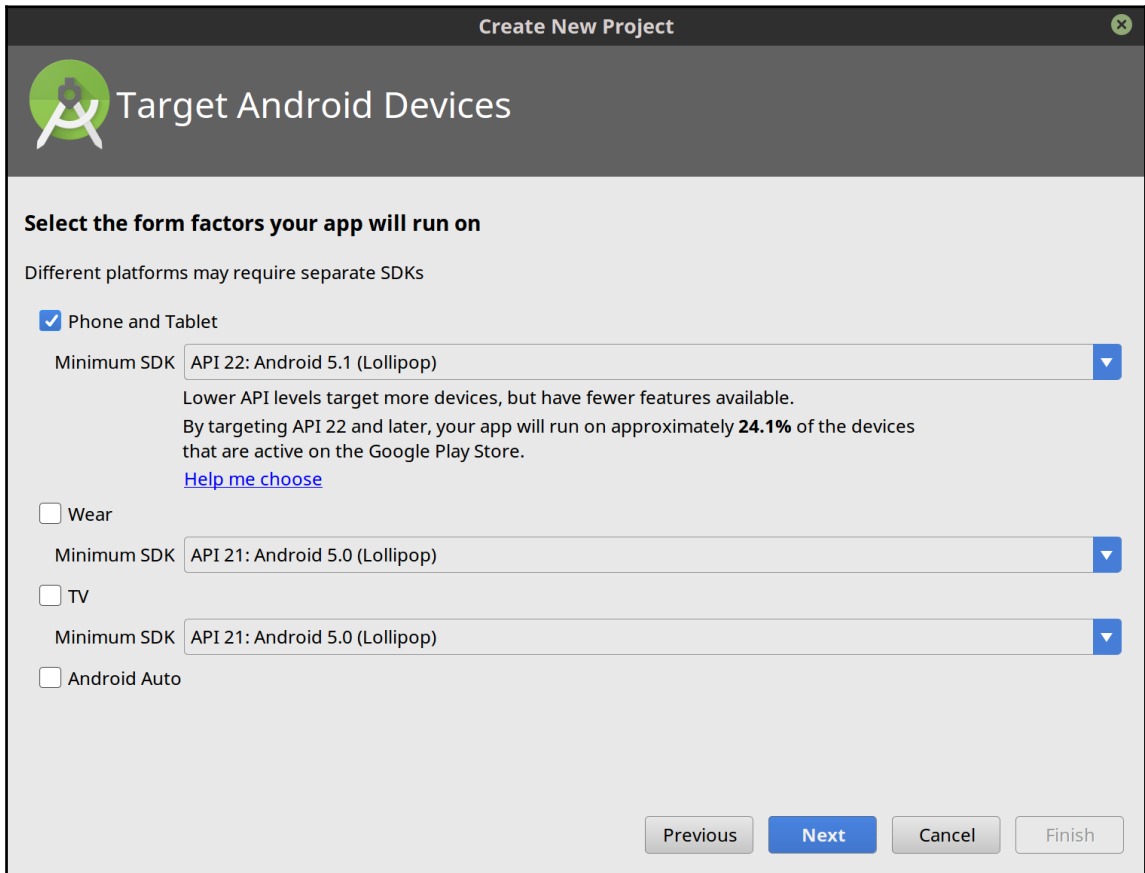 Create New Project
Target Android Devices
Select the form factors your app will run on
Different platforms may require separate SDKs
Phone and Tablet
Minimum SDK API 22: Android 5.1 (Lollipop)
Lower API levels target more devices, but have fewer features available.
By targeting API 22 and later, your app will run on approximately 24.1% of the devices
that are active on the Google Play Store.
Help me choose
Wear
Minimum SDK API 21: Android 5.0 (Lollipop)
TV
Minimum SDK API 21: Android 5.0 (Lollipop)
Android Auto
Previous Next Cancel Finish